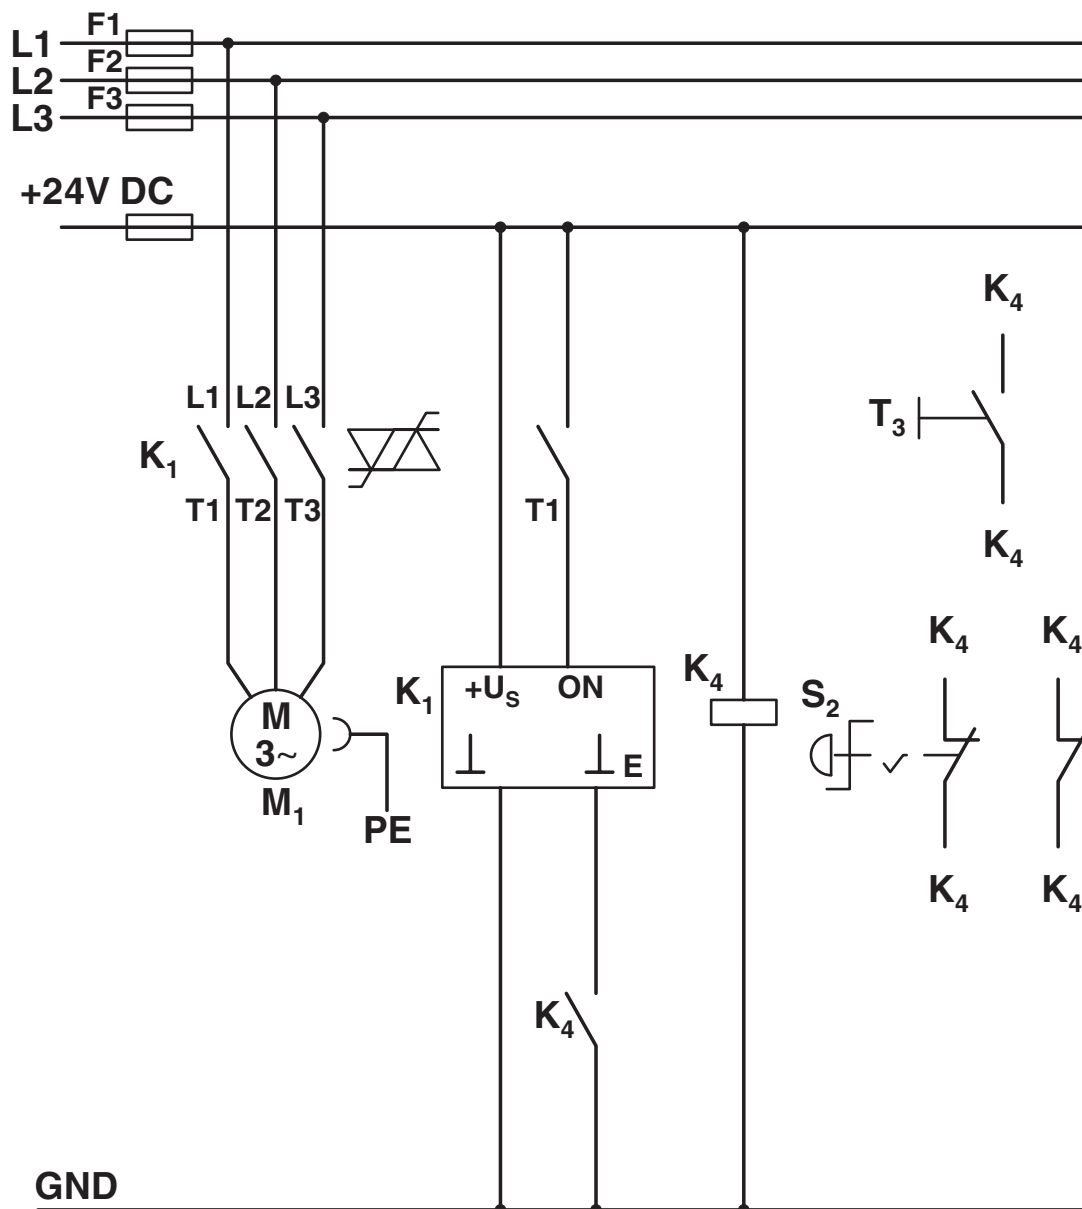 F1
L1
F2
L2
F3
L3
+24V DC
K4
L1 L2 L3
T3
K1
T1 T2 T3
T1
K4
K4 K4
K4
K1
+US ON
S2
M
3~
E
M1
PE
K4 K4
K4
GND